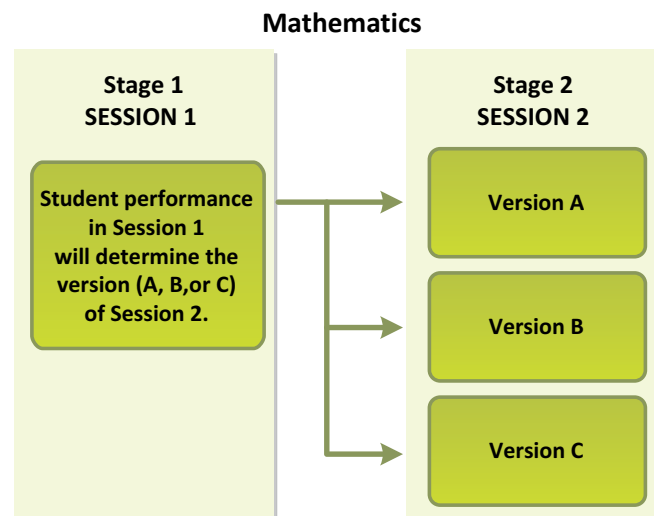 Mathematics
Stage 1
SESSION 1
Student performance
in Session 1
will determine the
version (A, B,or C)
of Session 2.
Stage 2
SESSION 2
Version A
Version B
Version C